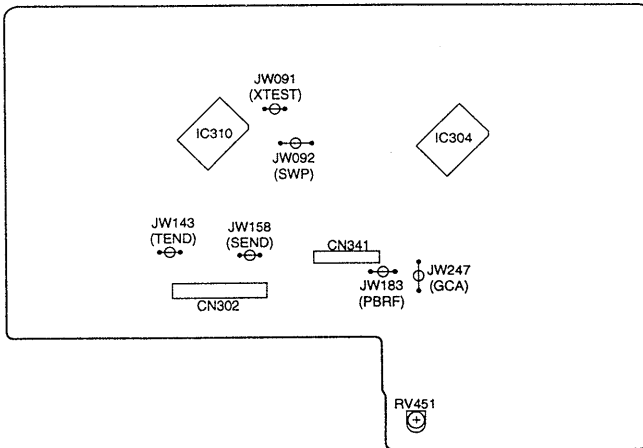 JW091
(XTEST)
IC310
IC304
JW092
(SWP)
JW143
(TEND)
JW158
(SEND)
CN341
JW183
(PBRF)
JW247
(GCA)
CN302
RV451